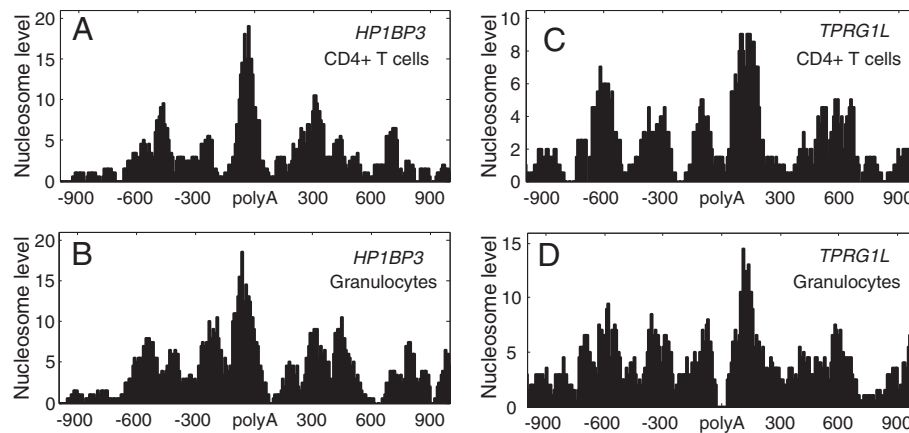 A
HP1BP3
CD4+ T cells
Nucleosome level
20
15
10
5
0
-900 -600 -300 polyA 300 600 900
C
TPRG1L
CD4+ T cells
Nucleosome level
10
8
6
4
2
0
-900 -600 -300 polyA 300 600 900
B
HP1BP3
Granulocytes
Nucleosome level
20
15
10
5
0
-900 -600 -300 polyA 300 600 900
D
TPRG1L
Granulocytes
Nucleosome level
15
10
5
0
-900 -600 -300 polyA 300 600 900